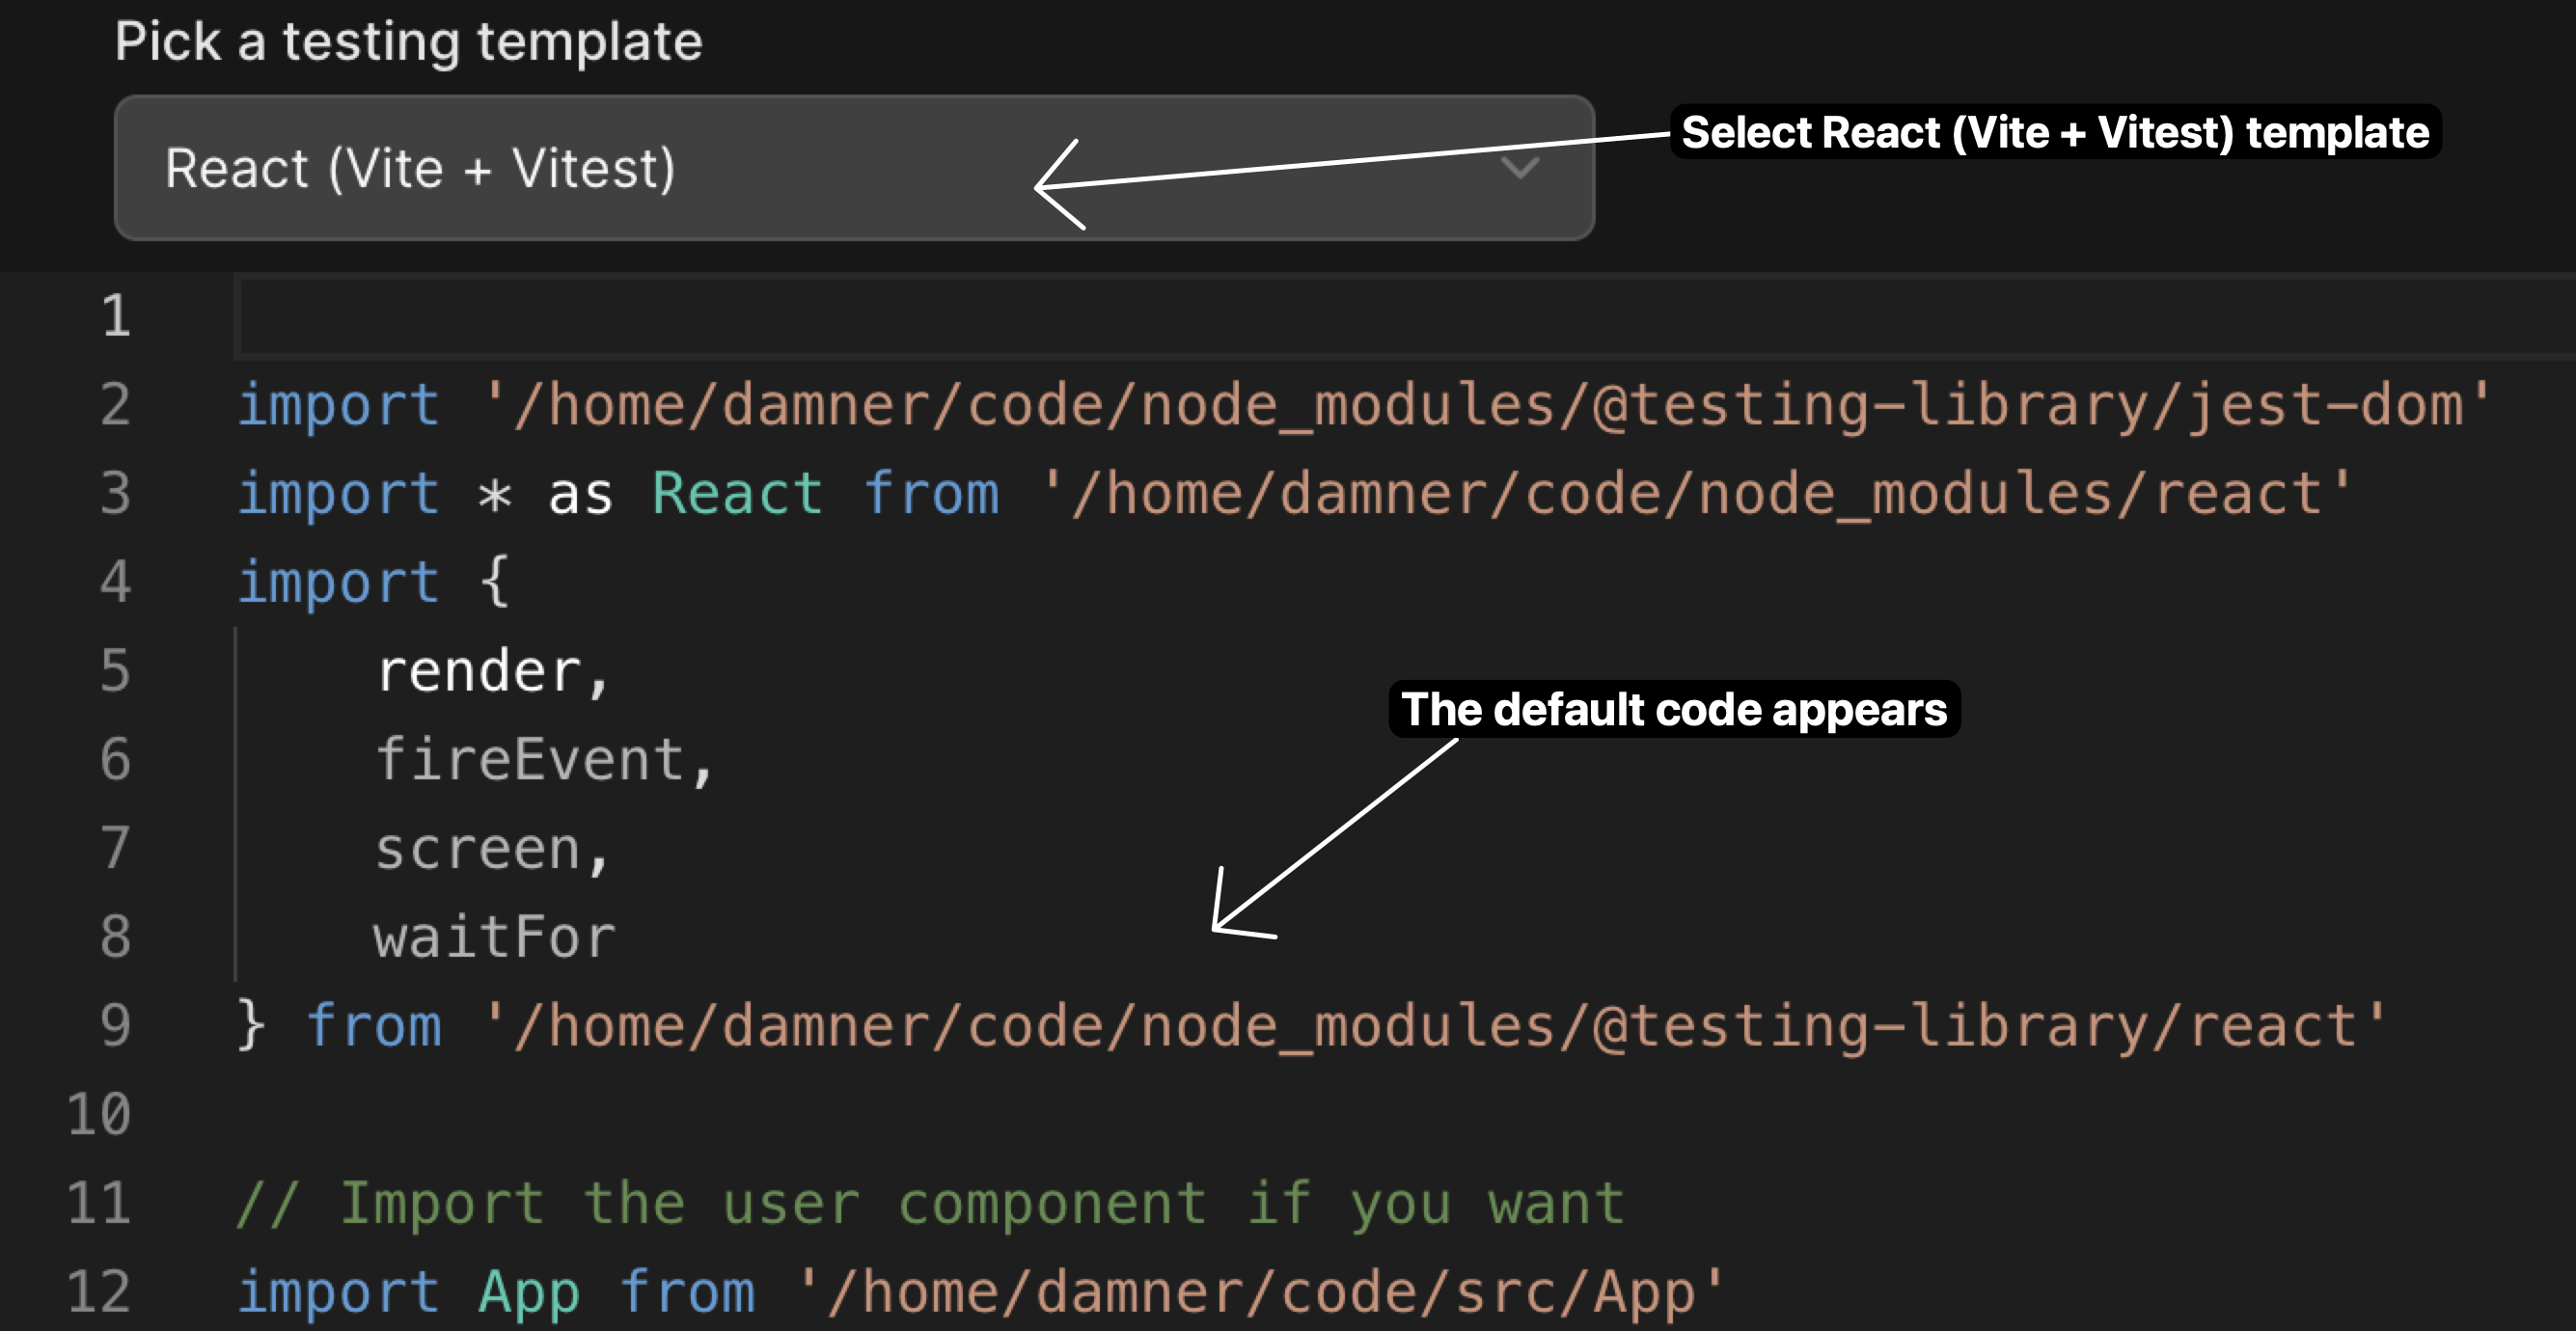 Pick a testing template
React (Vite + Vitest)
Select React (Vite + Vitest) template
1
2 import '/home/damner/code/node_modules/@testing-library/jest-dom'
3 import * as React from '/home/damner/code/node_modules/react'
4 import {
5 render,
6 fireEvent,
The default code appears
7 screen,
8 waitFor
9 } from '/home/damner/code/node_modules/@testing-library/react'
10
11 // Import the user component if you want
12 import App from '/home/damner/code/src/App'